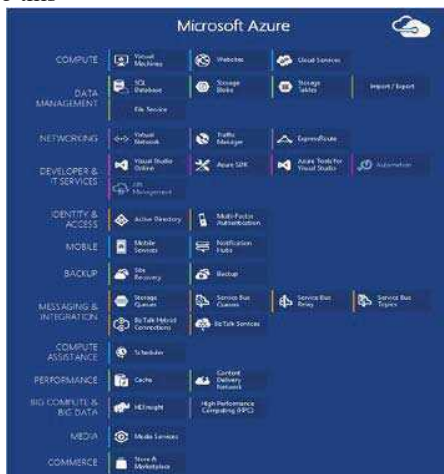 Microsoft Azure
COMPUTE
Virtual Machines
Websites
Cloud Services
DATA MANAGEMENT
SQL Database
Storage Blobs
Storage Tables
Import / Export
File Service
NETWORKING
Virtual Network
Traffic Manager
ExpressRoute
DEVELOPER & IT SERVICES
Visual Studio Online
Azure SDK
Azure Tools for Visual Studio
Automation
API Management
IDENTITY & ACCESS
Active Directory
Multi-Factor Authentication
MOBILE
Mobile Services
Notification Hubs
BACKUP
Site Recovery
Backup
MESSAGING & INTEGRATION
Storage Queues
Service Bus Queues
Service Bus Relay
Service Bus Topics
BizTalk Hybrid Connections
BizTalk Services
COMPUTE ASSISTANCE
Scheduler
PERFORMANCE
Cache
Content Delivery Network
BIG COMPUTE & BIG DATA
HDInsight
High Performance Computing (HPC)
MEDIA
Media Services
COMMERCE
Store & Marketplace